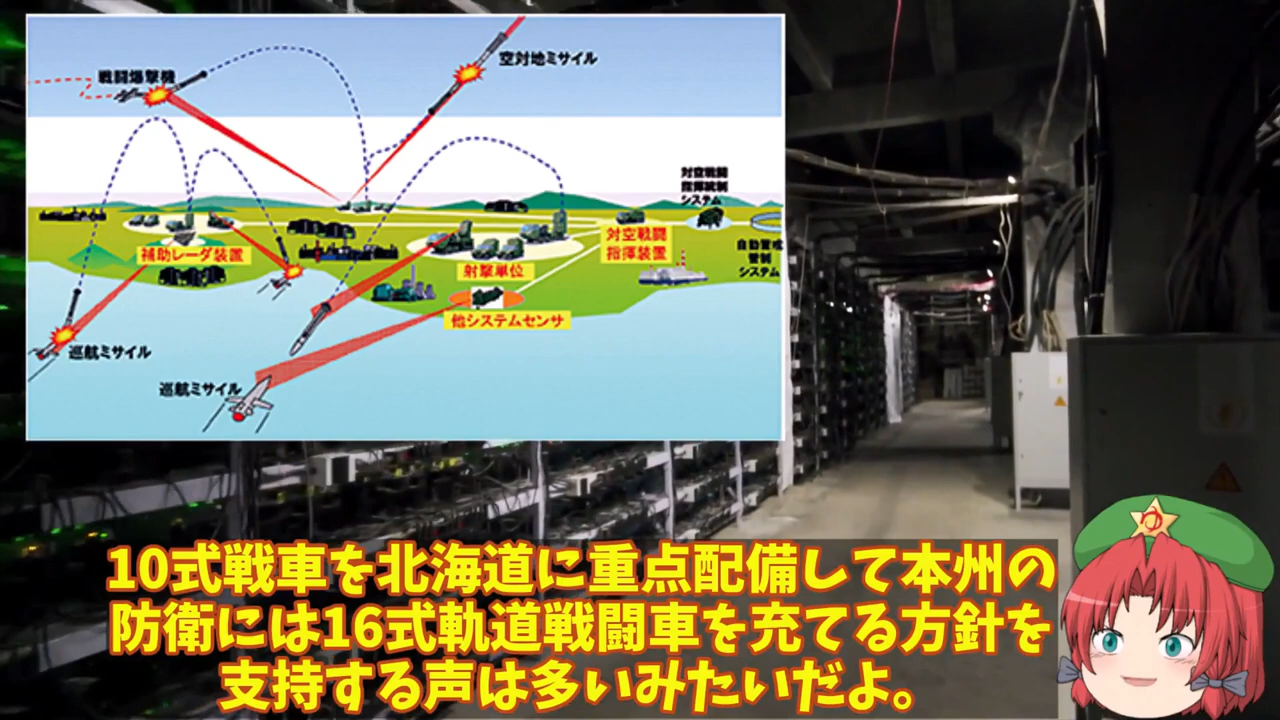 戦闘爆撃機
空対地ミサイル
対空戦闘
指揮統制
システム
補助レーダ装置
対空戦闘
指揮装置
自動警戒
管制
システム
射撃単位
他システムセンサ
巡航ミサイル
巡航ミサイル
10式戦車を北海道に重点配備して本州の
防衛には16式軌道戦闘車を充てる方針を
支持する声は多いみたいだよ。